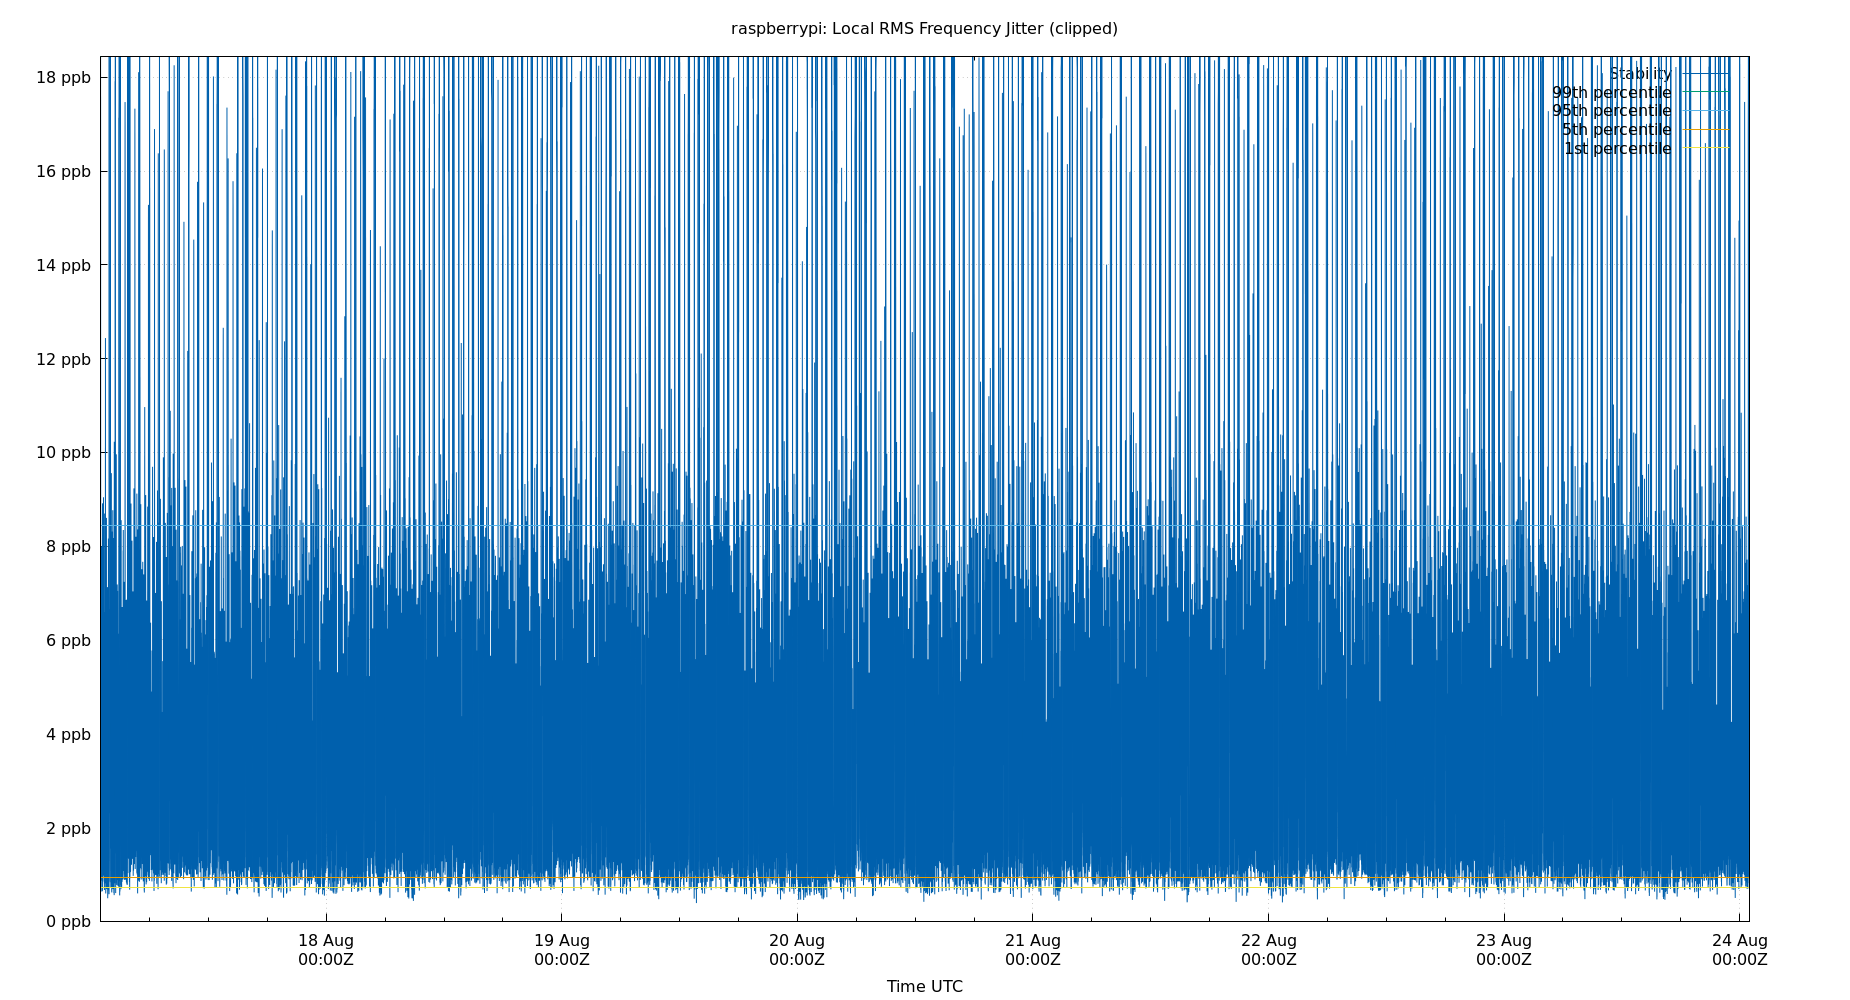 raspberrypi: Local RMS Frequency Jitter (clipped)
18 ppb
16 ppb
14 ppb
12 ppb
10 ppb
8 ppb
6 ppb
4 ppb
2 ppb
0 ppb
Stability
99th percentile
95th percentile
5th percentile
1st percentile
18 Aug
00:00Z
19 Aug
00:00Z
20 Aug
00:00Z
21 Aug
00:00Z
22 Aug
00:00Z
23 Aug
00:00Z
24 Aug
00:00Z
Time UTC